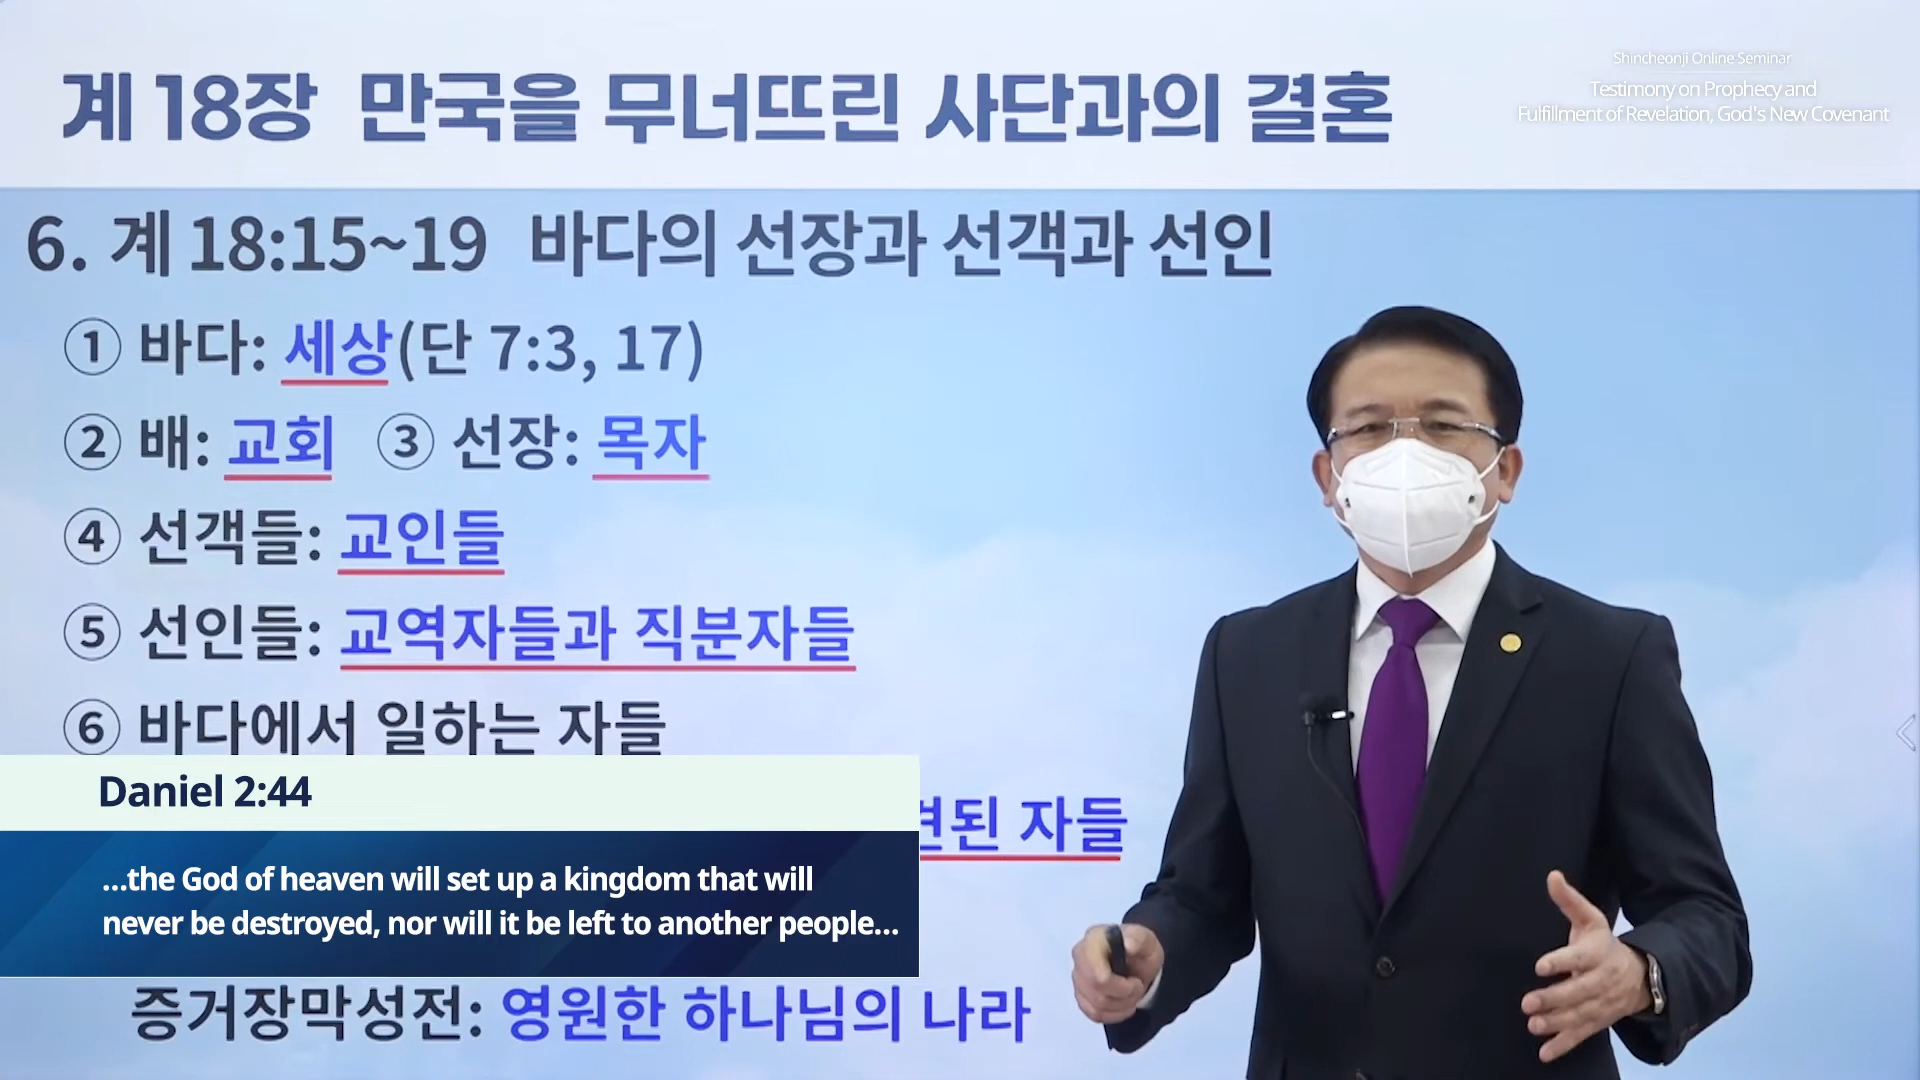 계 18장 만국을 무너뜨린 사단과의 결혼
Shincheonji Online Seminar
Testimony on Prophecy and
Fulfillment of Revelation, God's New Covenant
6. 계 18:15~19 바다의 선장과 선객과 선인
① 바다: 세상(단 7:3, 17)
② 배: 교회 ③ 선장: 목자
④ 선객들: 교인들
⑤ 선인들: 교역자들과 직분자들
⑥ 바다에서 일하는 자들
자들
Daniel 2:44
...the God of heaven will set up a kingdom that will
never be destroyed, nor will it be left to another people...
증거장막성전: 영원한 하나님의 나라